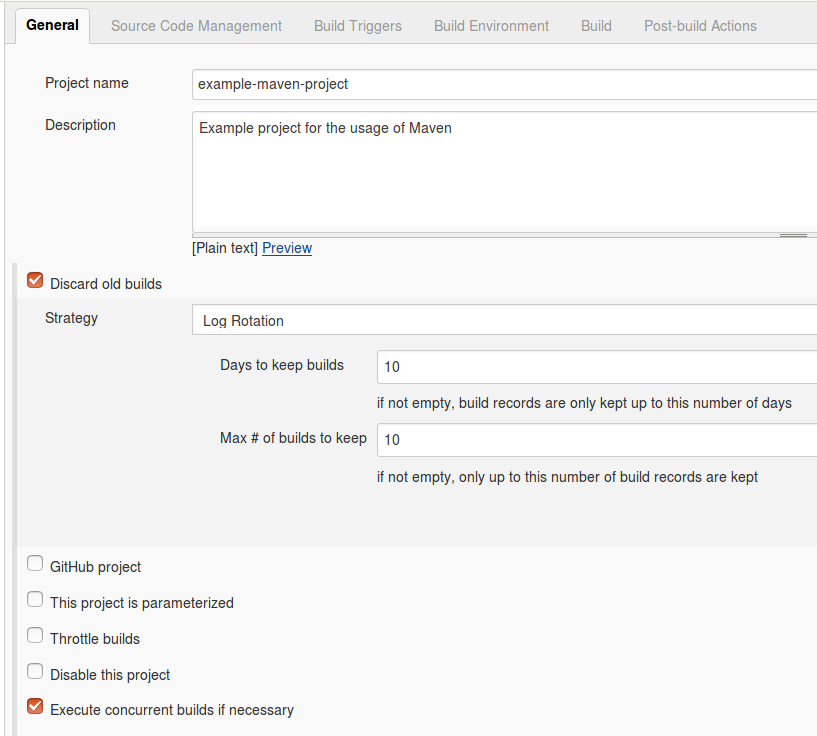 General Source Code Management Build Triggers Build Environment Build Post-build Actions
Project name example-maven-project
Description Example project for the usage of Maven
[Plain text] Preview
Discard old builds
Strategy Log Rotation
Days to keep builds 10
if not empty, build records are only kept up to this number of days
Max # of builds to keep 10
if not empty, only up to this number of build records are kept
GitHub project
This project is parameterized
Throttle builds
Disable this project
Execute concurrent builds if necessary